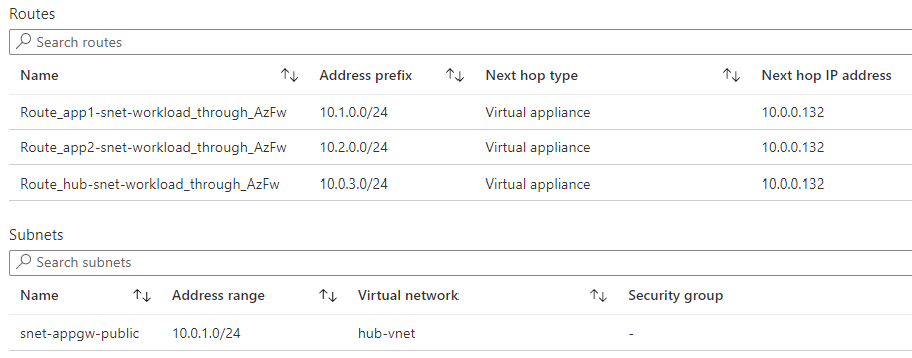 Routes
Search routes
Name Address prefix Next hop type Next hop IP address
Route_app1-snet-workload_through_AzFw 10.1.0.0/24 Virtual appliance 10.0.0.132
Route_app2-snet-workload_through_AzFw 10.2.0.0/24 Virtual appliance 10.0.0.132
Route_hub-snet-workload_through_AzFw 10.0.3.0/24 Virtual appliance 10.0.0.132
Subnets
Search subnets
Name Address range Virtual network Security group
snet-appgw-public 10.0.1.0/24 hub-vnet -